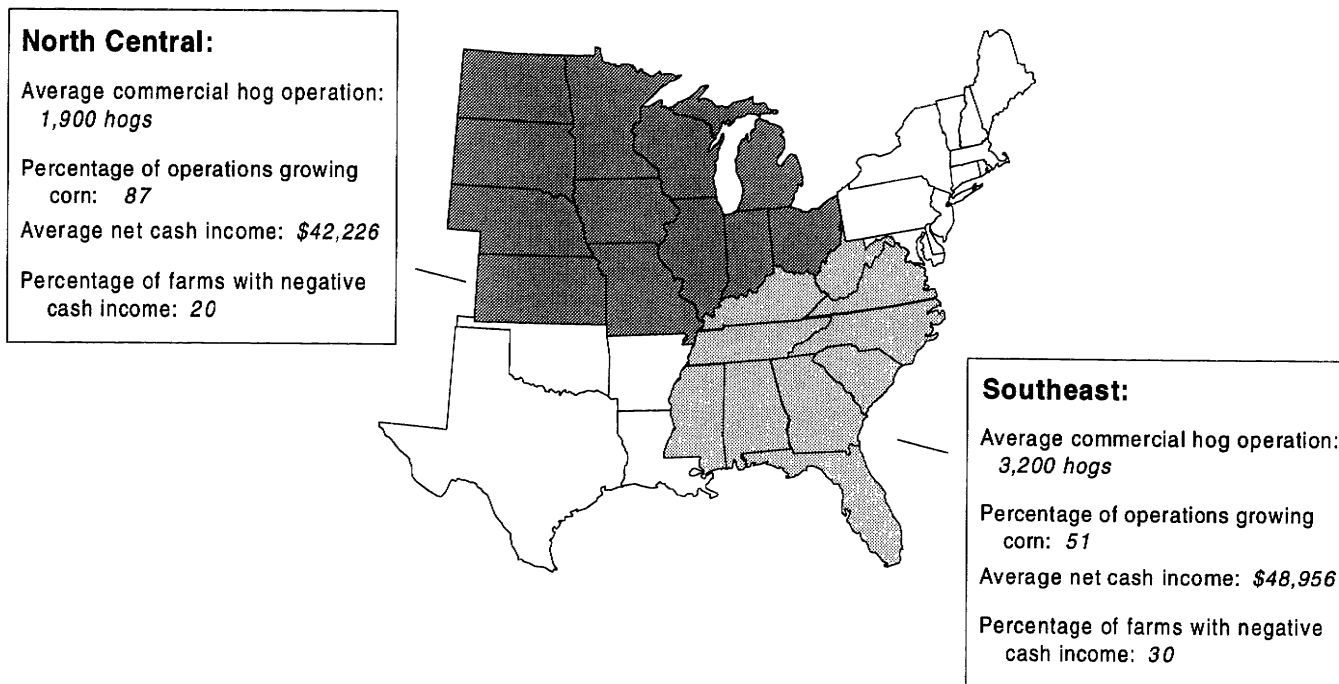 North Central:
Average commercial hog operation:
1,900 hogs
Percentage of operations growing
corn: 87
Average net cash income: $42,226
Percentage of farms with negative
cash income: 20
Southeast:
Average commercial hog operation:
3,200 hogs
Percentage of operations growing
corn: 51
Average net cash income: $48,956
Percentage of farms with negative
cash income: 30